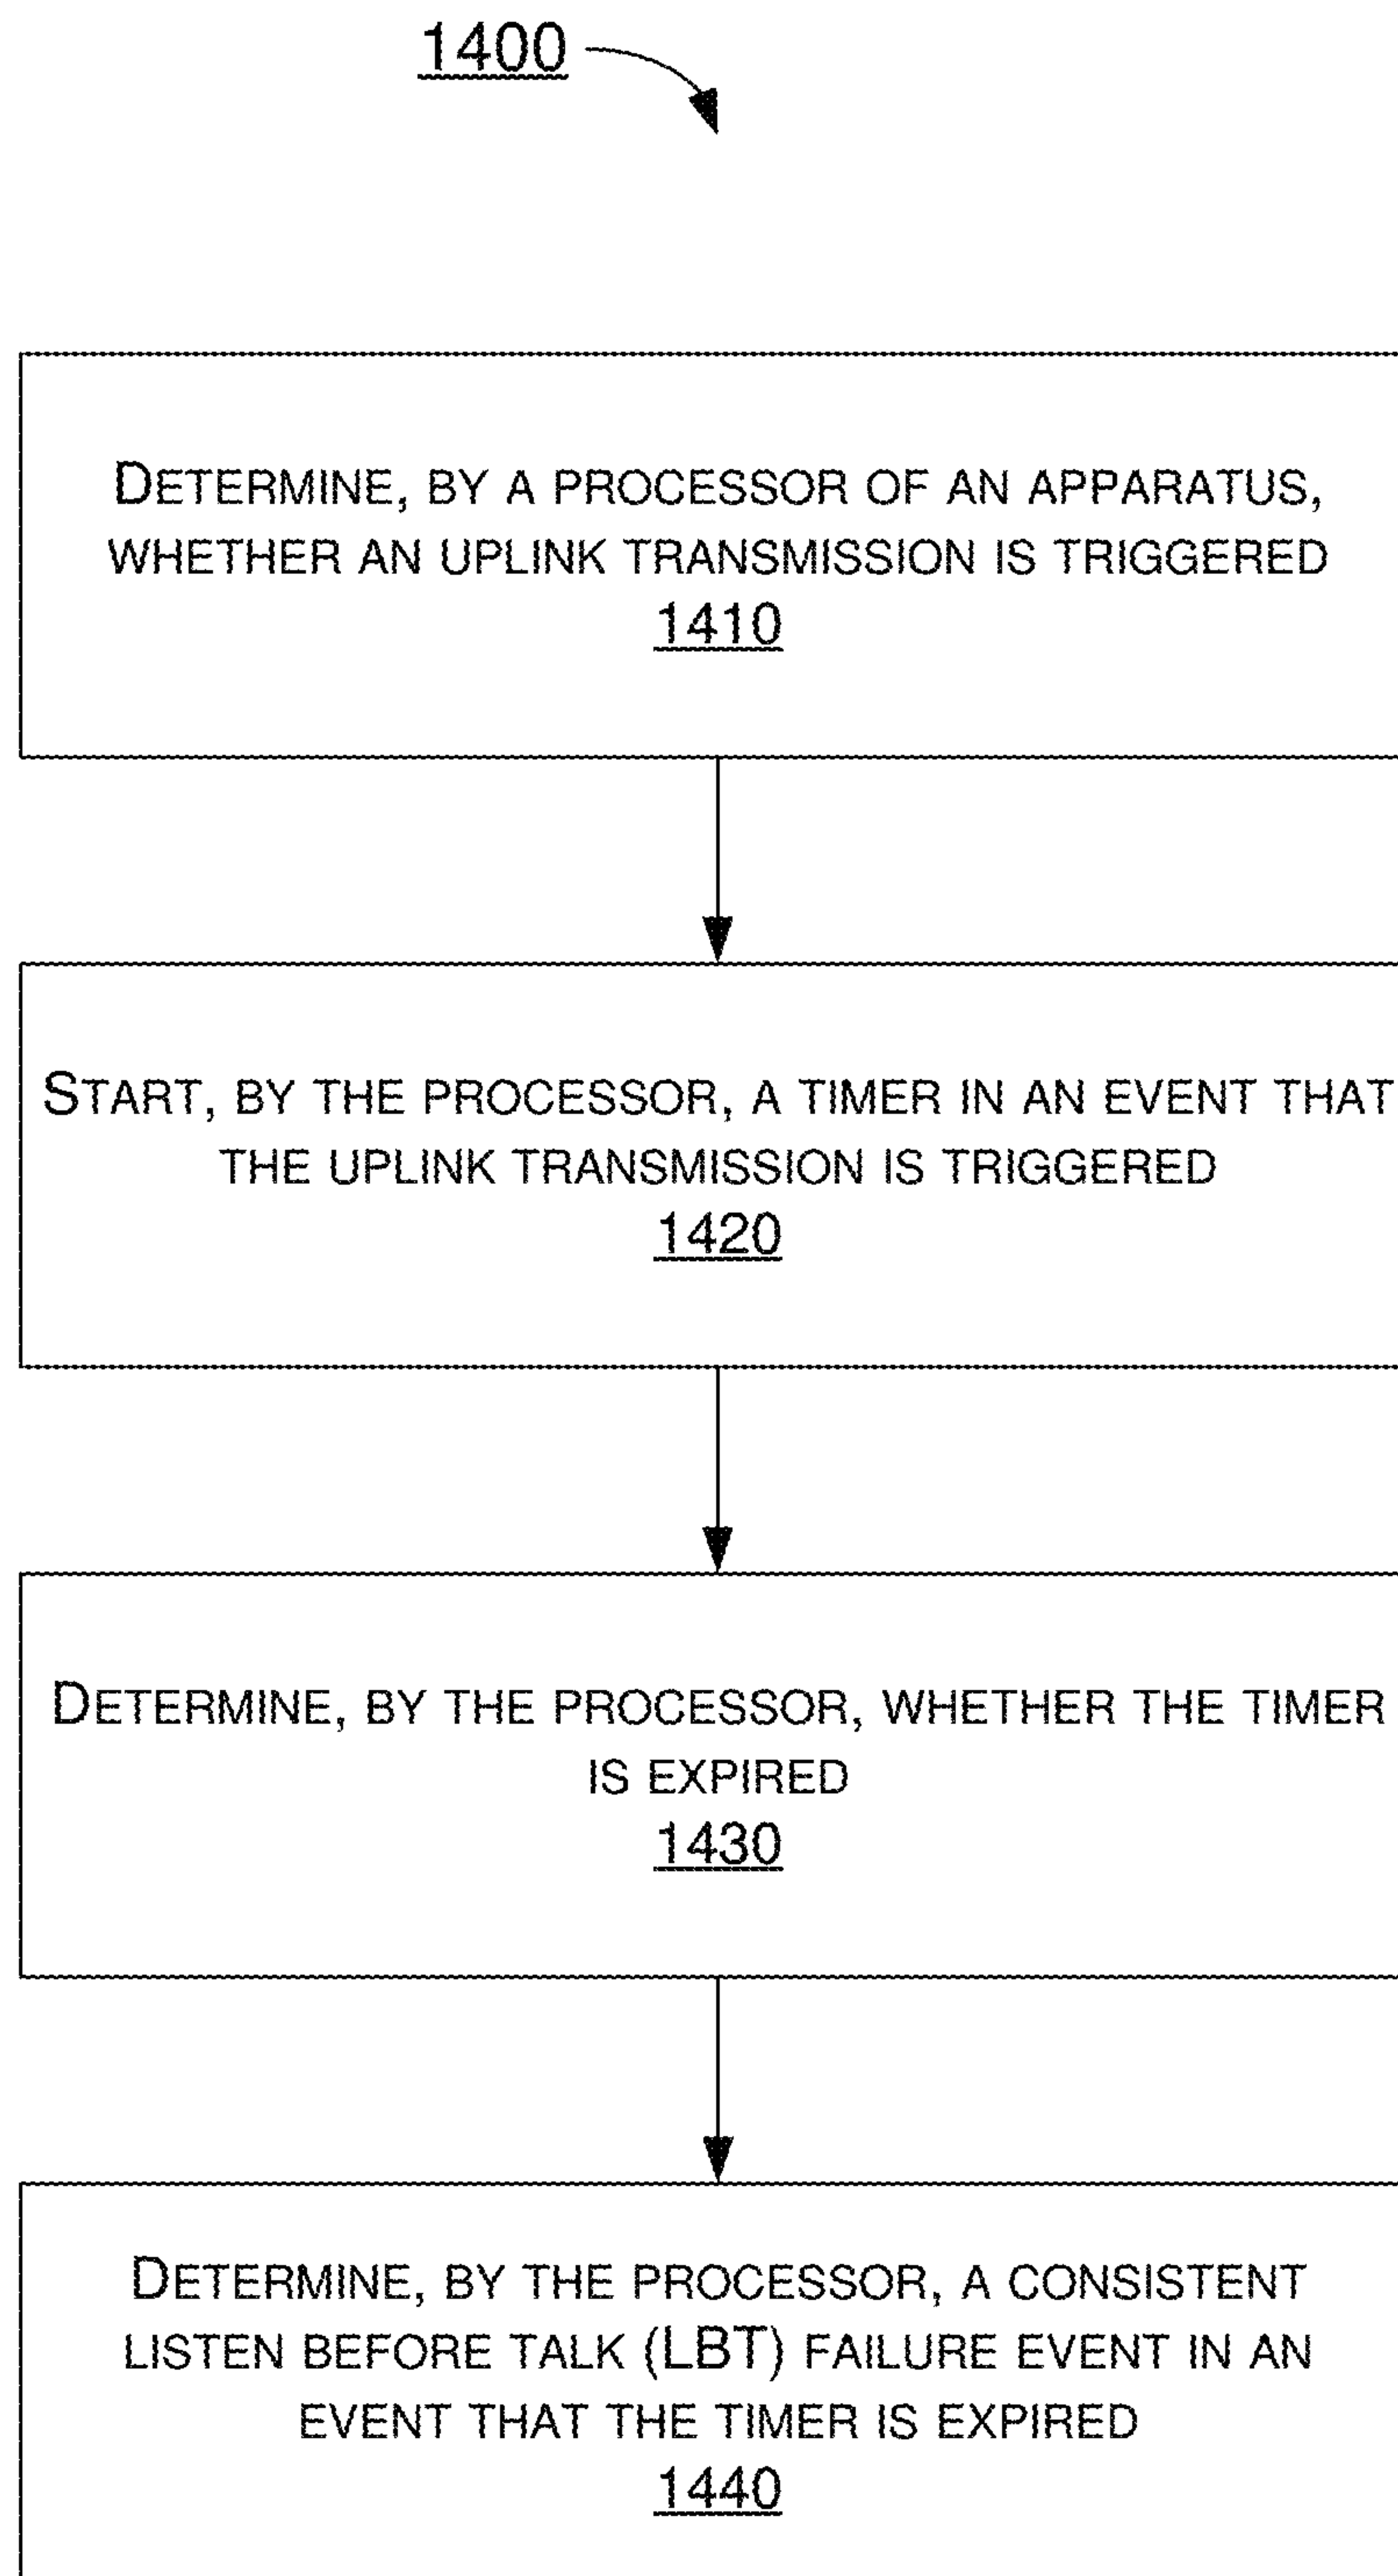 1400
DETERMINE, BY A PROCESSOR OF AN APPARATUS,
WHETHER AN UPLINK TRANSMISSION IS TRIGGERED
1410
START, BY THE PROCESSOR, A TIMER IN AN EVENT THAT
THE UPLINK TRANSMISSION IS TRIGGERED
1420
DETERMINE, BY THE PROCESSOR, WHETHER THE TIMER
IS EXPIRED
1430
DETERMINE, BY THE PROCESSOR, A CONSISTENT
LISTEN BEFORE TALK (LBT) FAILURE EVENT IN AN
EVENT THAT THE TIMER IS EXPIRED
1440